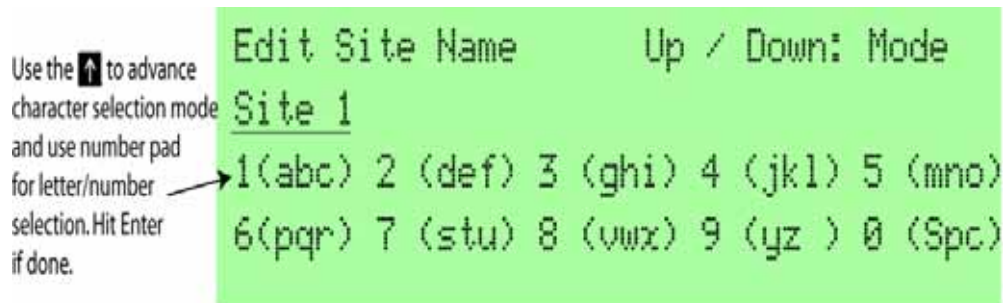 Use the ↑ to advance
character selection mode
and use number pad
for letter/number
selection. Hit Enter
if done.
Edit Site Name Up / Down: Mode
Site 1
1(abc) 2 (def) 3 (ghi) 4 (jkl) 5 (mno)
6(pqr) 7 (stu) 8 (vwx) 9 (yz ) 0 (Spc)